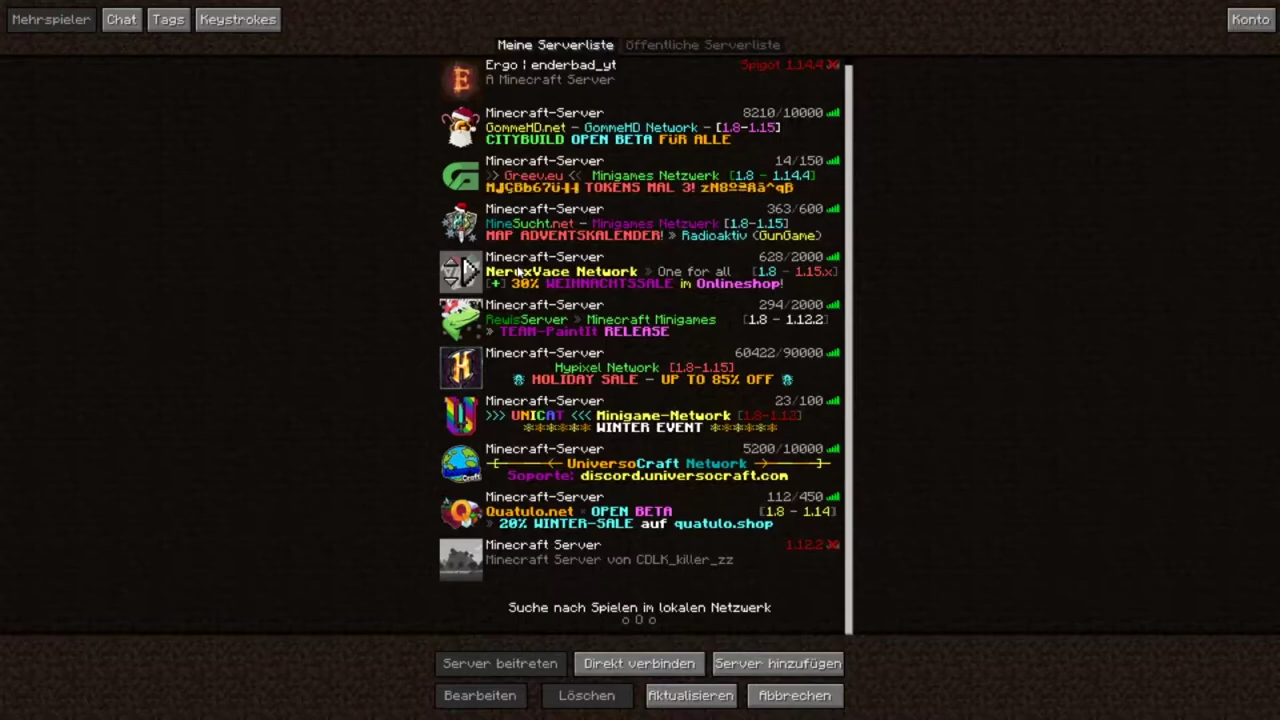 Mehrspieler Chat Tags Keystrokes Konto
Meine Serverliste Öffentliche Serverliste
Ergo | enderbad_yt Spigot 1.14.4
A Minecraft Server
Minecraft-Server 8210/10000
GommeHD.net - GommeHD Network - [1.8-1.15]
CITYBUILD OPEN BETA FÜR ALLE
Minecraft-Server 14/150
>> Greev.eu << Minigames Netzwerk [1.8 - 1.14.4]
TOKENS MAL 3!
Minecraft-Server 363/600
MineSucht.net - Minigames Netzwerk [1.8-1.15]
MAP ADVENTSKALENDER! » Radioaktiv (GunGame)
Minecraft-Server 628/2000
NeruxVace Network » One for all [1.8 - 1.15.x]
[+] 30% WEIHNACHTSSALE im Onlineshop!
Minecraft-Server 294/2000
RewisServer » Minecraft Minigames [1.8 - 1.12.2]
» TEAM-PaintIt RELEASE
Minecraft-Server 60422/90000
Hypixel Network [1.8-1.15]
HOLIDAY SALE - UP TO 85% OFF
Minecraft-Server 23/100
>>> UNICAT <<< Minigame-Network [1.8-1.12]
WINTER EVENT
Minecraft-Server 5200/10000
UniversoCraft Network
Soporte: discord.universocraft.com
Minecraft-Server 112/450
Quatulo.net × OPEN BETA [1.8 - 1.14]
» 20% WINTER-SALE auf quatulo.shop
Minecraft Server 1.12.2
Minecraft Server von CDLK_killer_zz
Suche nach Spielen im lokalen Netzwerk
o O o
Server beitreten Direkt verbinden Server hinzufügen
Bearbeiten Löschen Aktualisieren Abbrechen